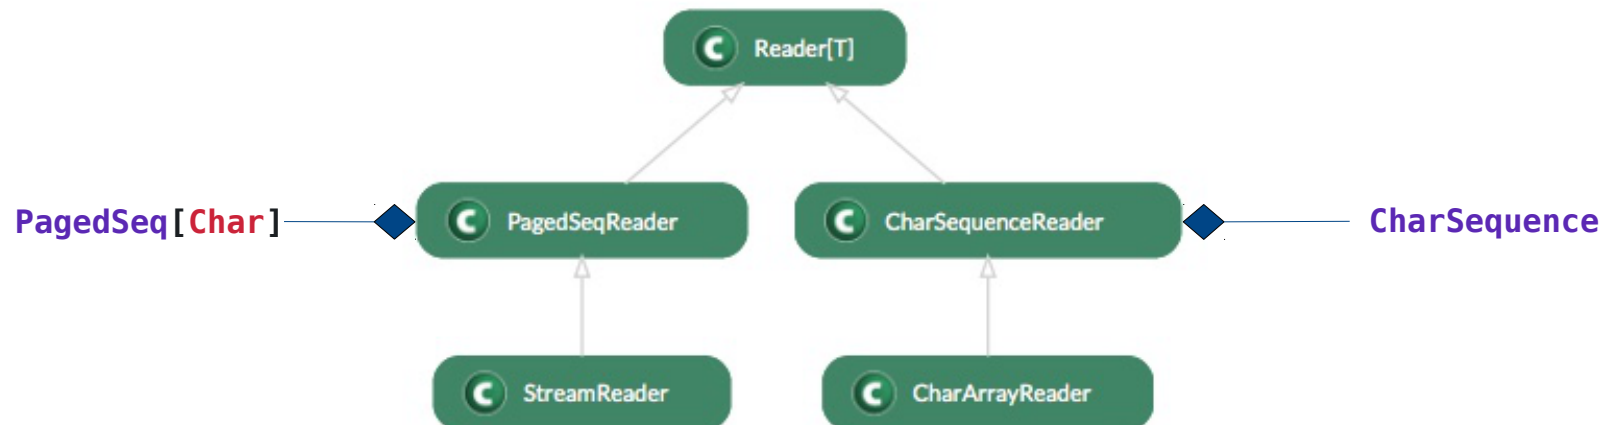 C Reader[T]
PagedSeq[Char] C PagedSeqReader C CharSequenceReader CharSequence
C StreamReader C CharArrayReader